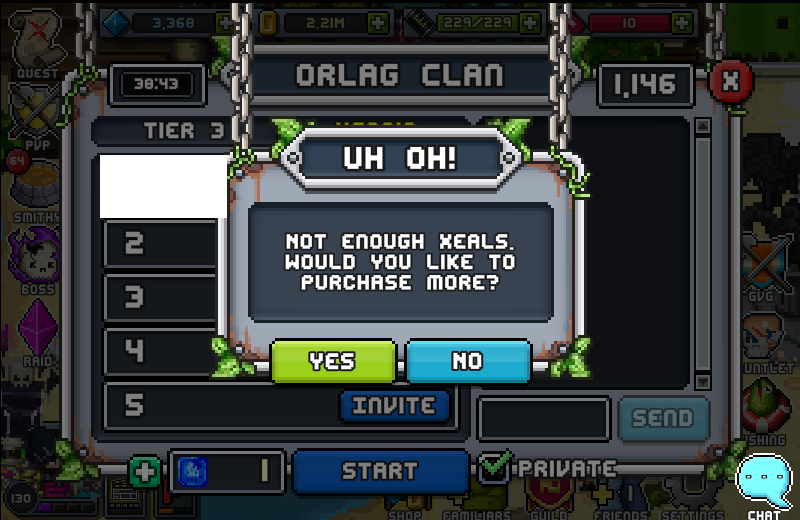 3,368
2,21M
229/229
10
QUEST
38:43
ORLAG CLAN
1,146
X
PVP
TIER 3
64
UH OH!
SMITHY
2
NOT ENOUGH XEALS.
WOULD YOU LIKE TO
PURCHASE MORE?
BOSS
3
GVG
RAID
4
YES
NO
5
INVITE
SEND
1
START
PRIVATE
130
SHOP
FAMILIARS
GUILD
FRIENDS
SETTINGS
CHAT